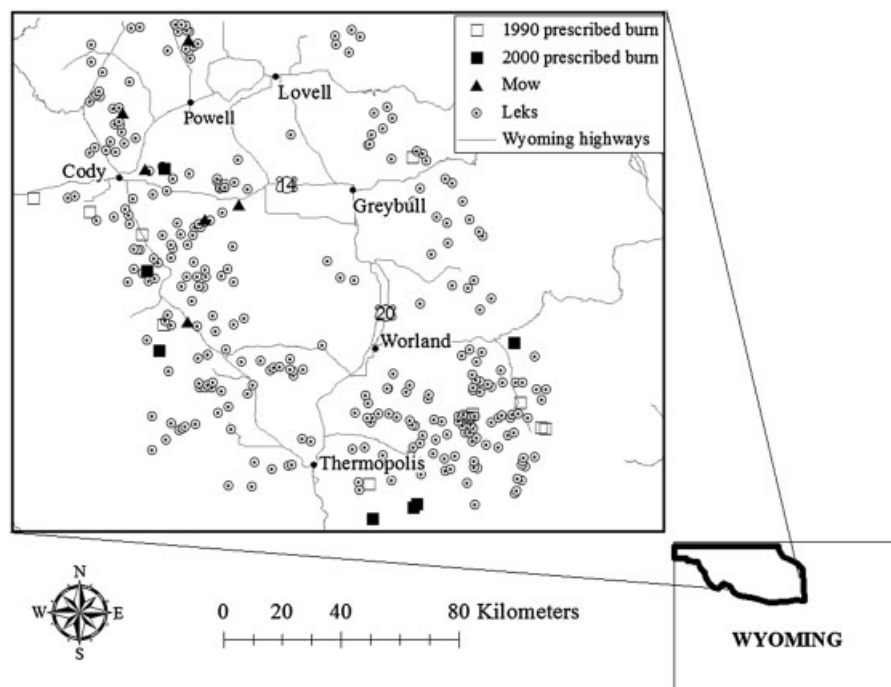 1990 prescribed burn
2000 prescribed burn
Mow
Leks
Wyoming highways
Lovell
Powell
Cody
14
Greybull
20
Worland
Thermopolis
N
W E
S
0 20 40 80 Kilometers
WYOMING